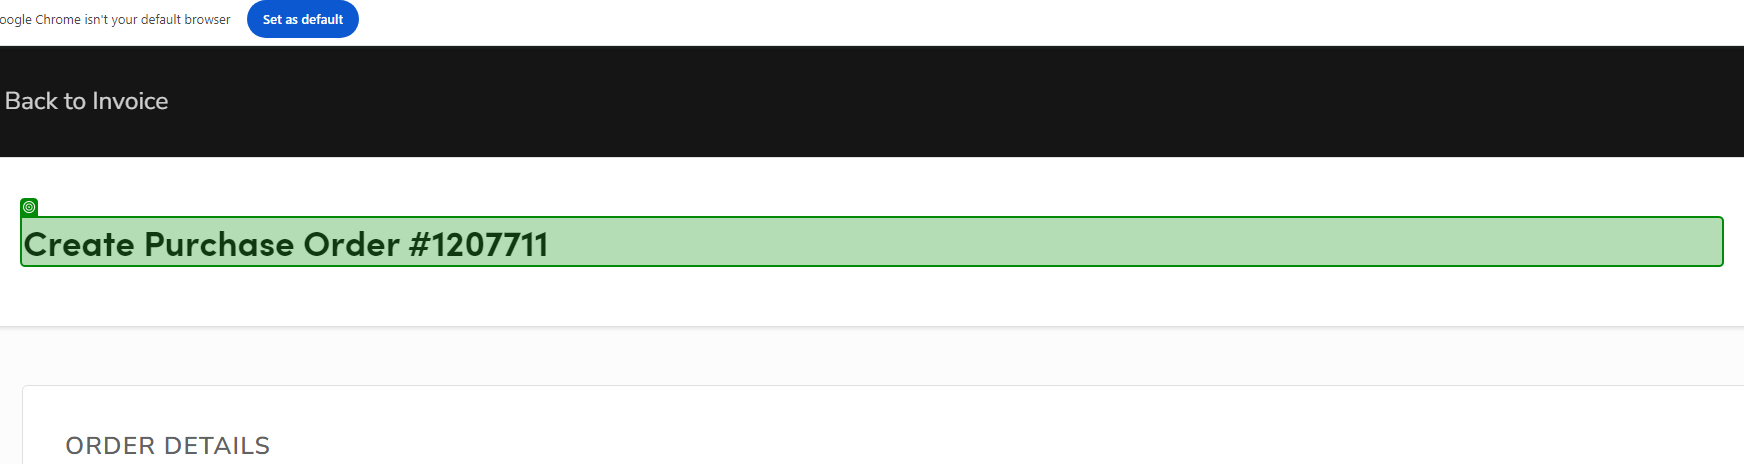 oogle Chrome isn't your default browser Set as default
Back to Invoice
Create Purchase Order #1207711
ORDER DETAILS